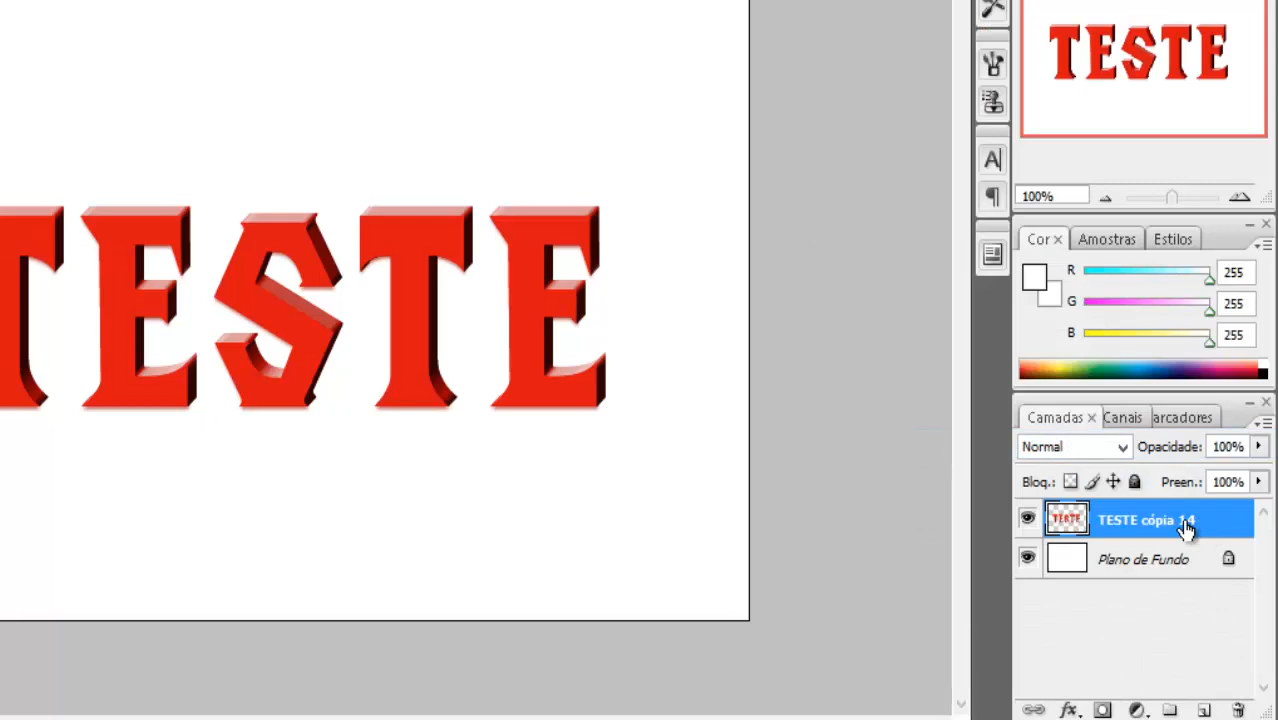 TESTE
100%
Cor Amostras Estilos
R 255
G 255
B 255
TESTE
Camadas Canais arcadores
Normal Opacidade: 100%
Bloq.: Preen.: 100%
TESTE TESTE cópia 14
Plano de Fundo